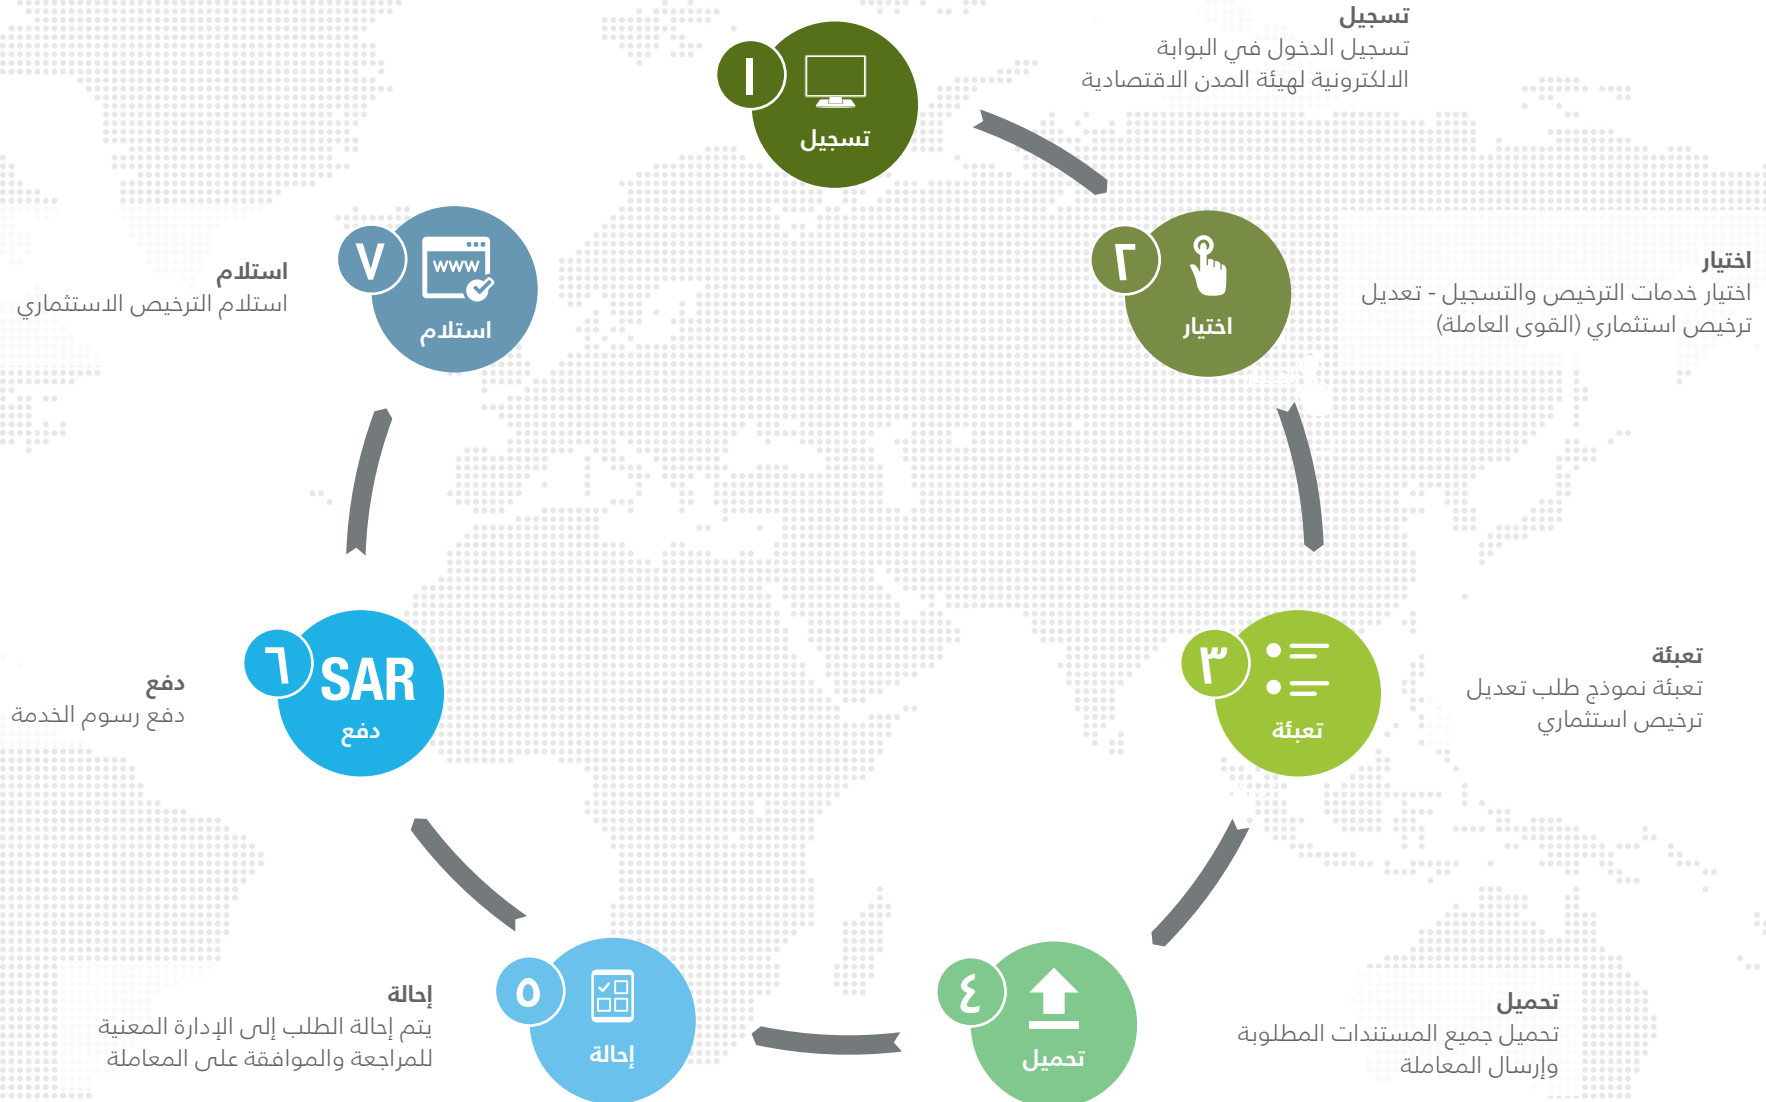 تسجيل
تسجيل الدخول في البوابة
الالكترونية لهيئة المدن الاقتصادية
١
تسجيل
اختيار
اختيار خدمات الترخيص والتسجيل - تعديل
ترخيص استثماري (القوى العاملة)
٢
اختيار
تعبئة
تعبئة نموذج طلب تعديل
ترخيص استثماري
٣
تعبئة
تحميل
تحميل جميع المستندات المطلوبة
وإرسال المعاملة
٤
تحميل
إحالة
يتم إحالة الطلب إلى الإدارة المعنية
للمراجعة والموافقة على المعاملة
٥
إحالة
دفع
دفع رسوم الخدمة
٦
SAR
دفع
استلام
استلام الترخيص الاستثماري
٧
www
استلام